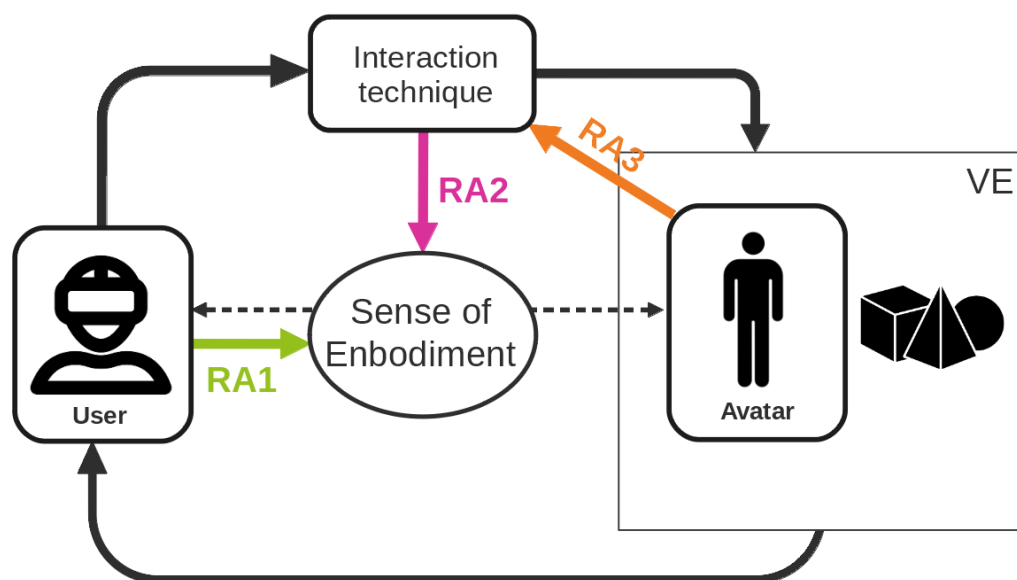 Interaction
technique
RA3
VE
RA2
Sense of
Enbodiment
RA1
User
Avatar